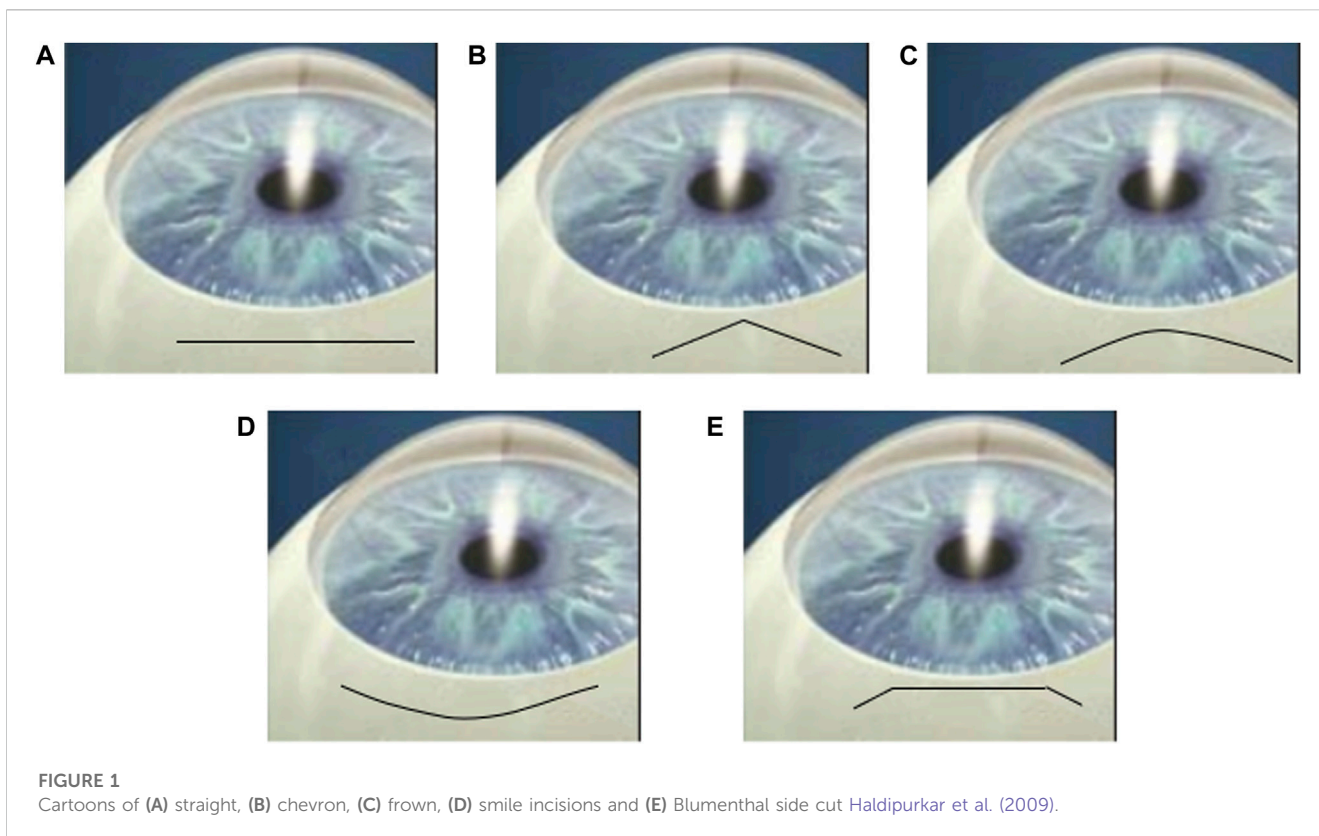 A
B
C
D
E
FIGURE 1
Cartoons of (A) straight, (B) chevron, (C) frown, (D) smile incisions and (E) Blumenthal side cut Haldipurkar et al. (2009).